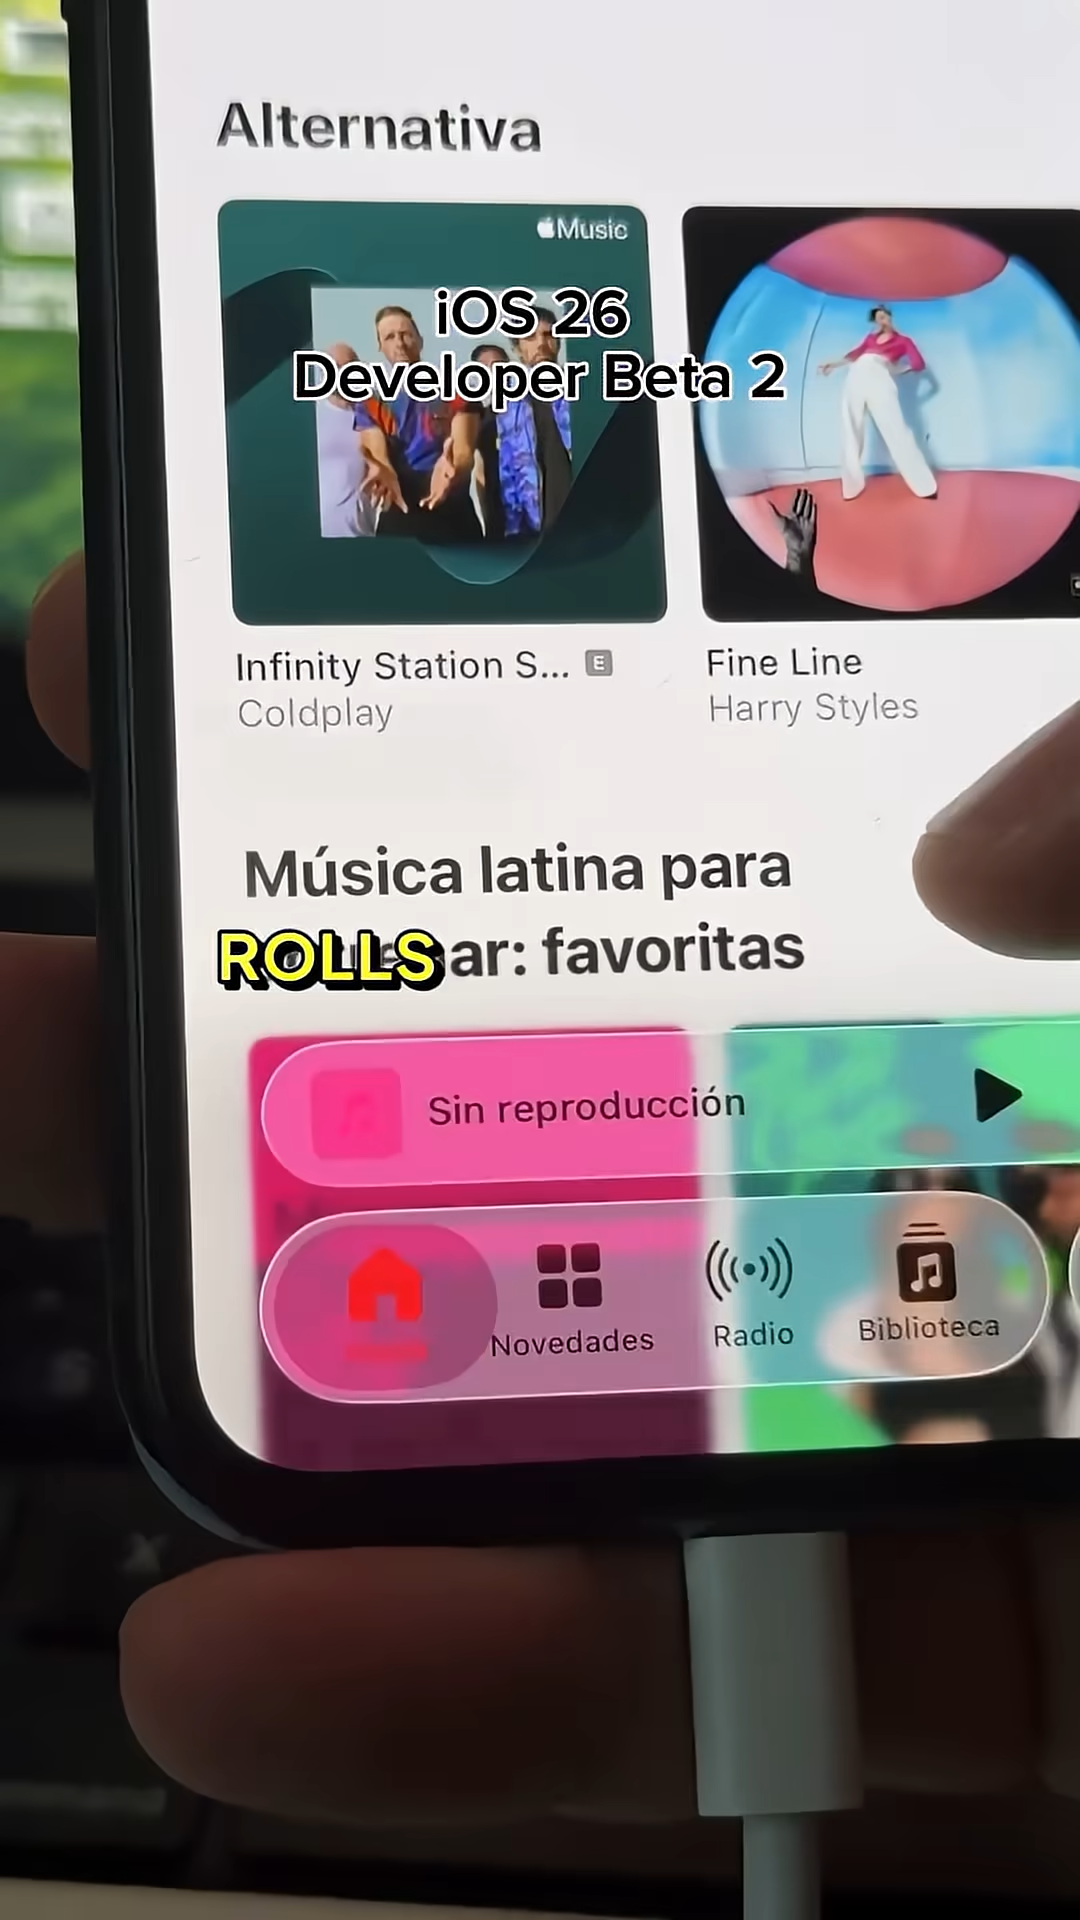 Alternativa
Music
iOS 26
Developer Beta 2
Infinity Station S... E
Coldplay
Fine Line
Harry Styles
Música latina para
ROLLS ar: favoritas
Sin reproducción
Novedades
Radio
Biblioteca